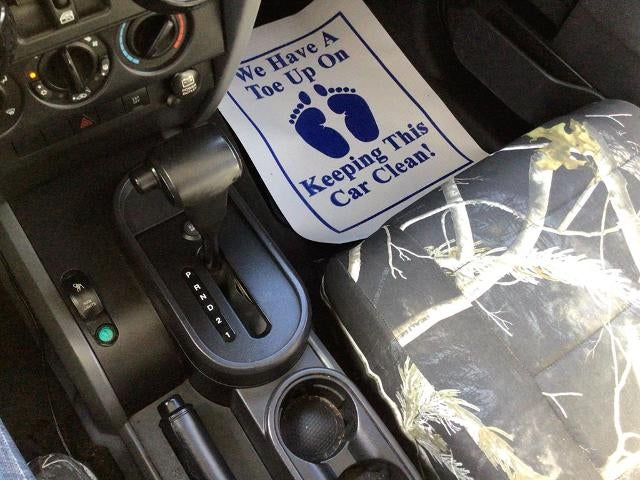 We Have A
Toe Up On
Keeping This
Car Clean!
P
R
N
D
2
1